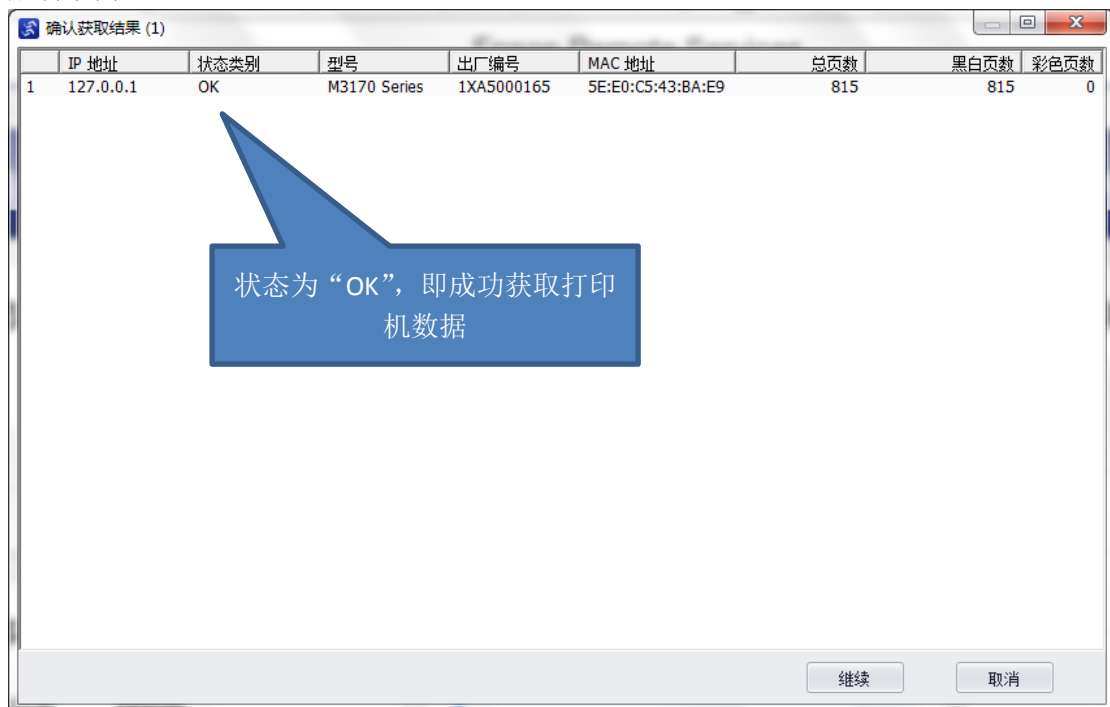 确认获取结果 (1)
IP 地址 状态类别 型号 出厂编号 MAC 地址 总页数 黑白页数 彩色页数
1 127.0.0.1 OK M3170 Series 1XA5000165 5E:E0:C5:43:BA:E9 815 815 0
状态为“OK”，即成功获取打印
机数据
继续 取消